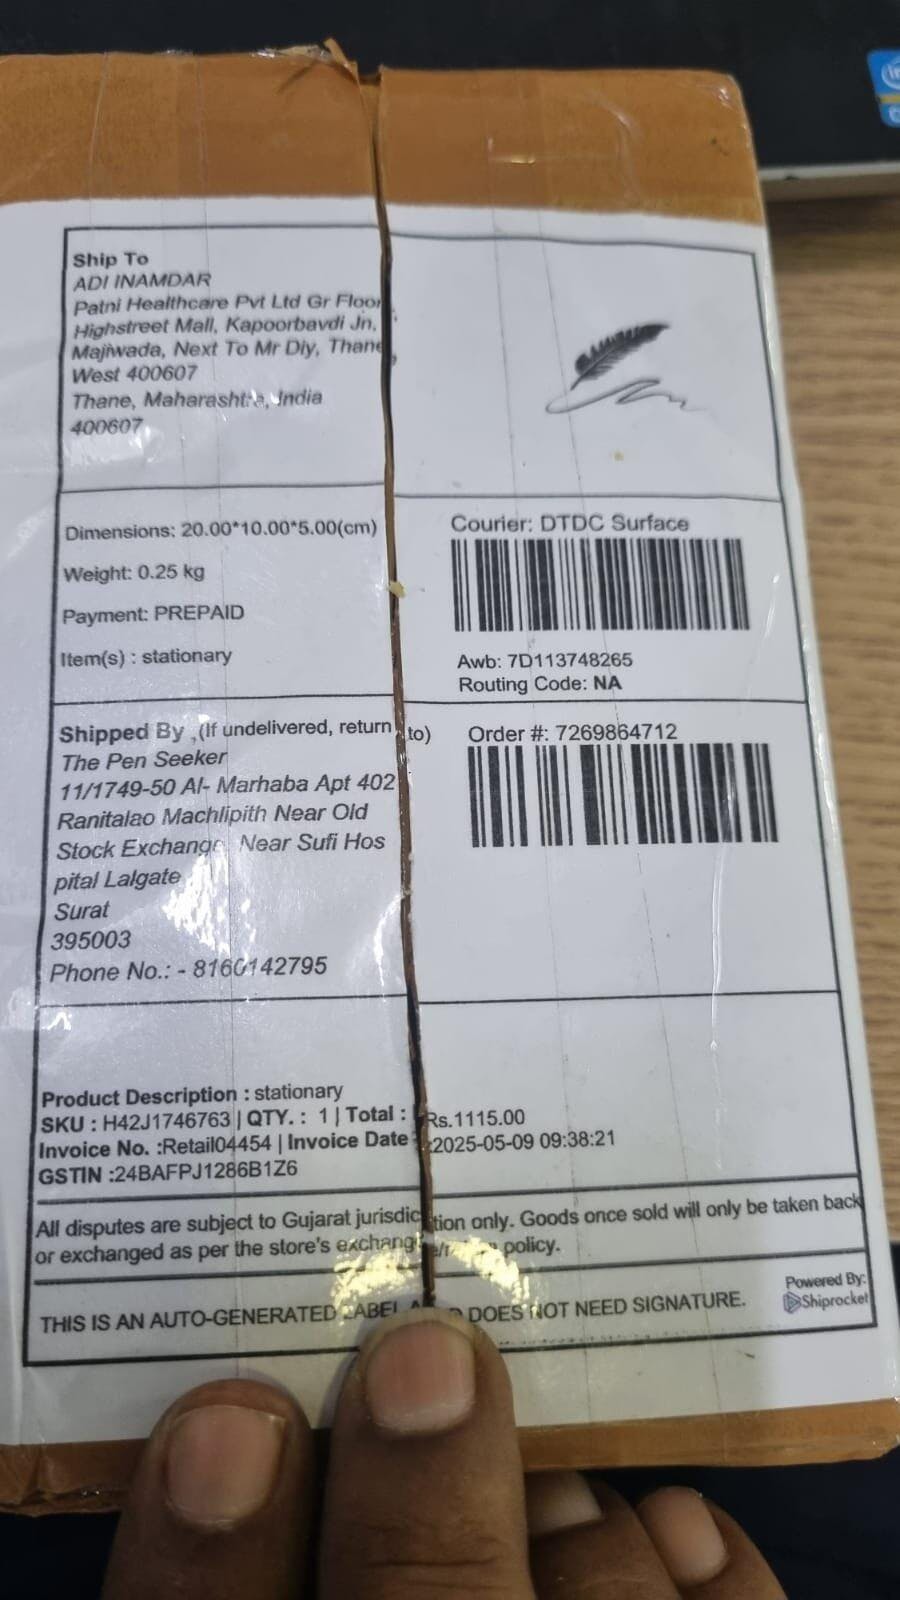 Ship To
ADI INAMDAR
Patni Healthcare Pvt Ltd Gr Floor
Highstreet Mall, Kapoorbavdi Jn,
Majiwada, Next To Mr Diy, Thane
West 400607
Thane, Maharashtra, India
400607
Dimensions: 20.00*10.00*5.00(cm)
Weight: 0.25 kg
Payment: PREPAID
Item(s) : stationary
Courier: DTDC Surface
Awb: 7D113748265
Routing Code: NA
Shipped By ,(If undelivered, return to)
The Pen Seeker
11/1749-50 Al- Marhaba Apt 402
Ranitalao Machlipith Near Old
Stock Exchange Near Sufi Hos
pital Lalgate
Surat
395003
Phone No.: - 8160142795
Order #: 7269864712
Product Description : stationary
SKU : H42J1746763 | QTY. : 1 | Total : Rs.1115.00
Invoice No. :Retail04454 | Invoice Date :2025-05-09 09:38:21
GSTIN :24BAFPJ1286B1Z6
All disputes are subject to Gujarat jurisdiction only. Goods once sold will only be taken back
or exchanged as per the store's exchange/return policy.
THIS IS AN AUTO-GENERATED LABEL AND DOES NOT NEED SIGNATURE.
Powered By:
Shiprocket